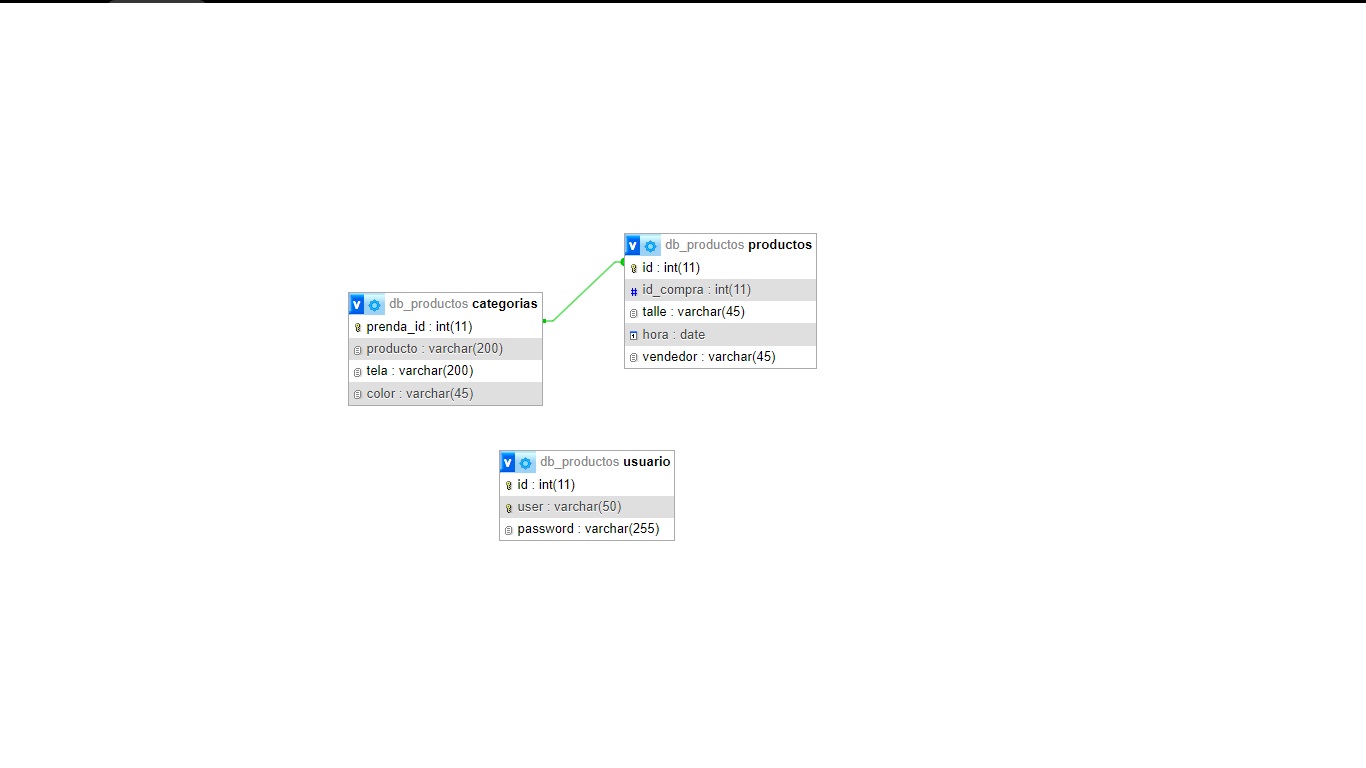 db_productos productos
id : int(11)
id_compra : int(11)
talle : varchar(45)
hora : date
vendedor : varchar(45)
db_productos categorias
prenda_id : int(11)
producto : varchar(200)
tela : varchar(200)
color : varchar(45)
db_productos usuario
id : int(11)
user : varchar(50)
password : varchar(255)